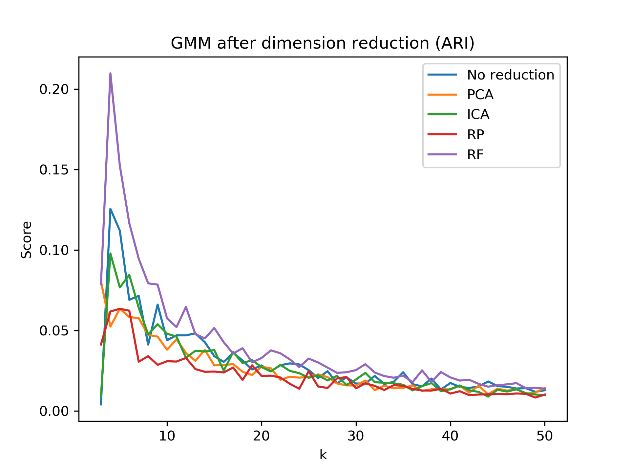 GMM after dimension reduction (ARI)
No reduction
PCA
ICA
RP
RF
0.20
0.15
0.10
0.05
0.00
Score
10
20
30
40
50
k